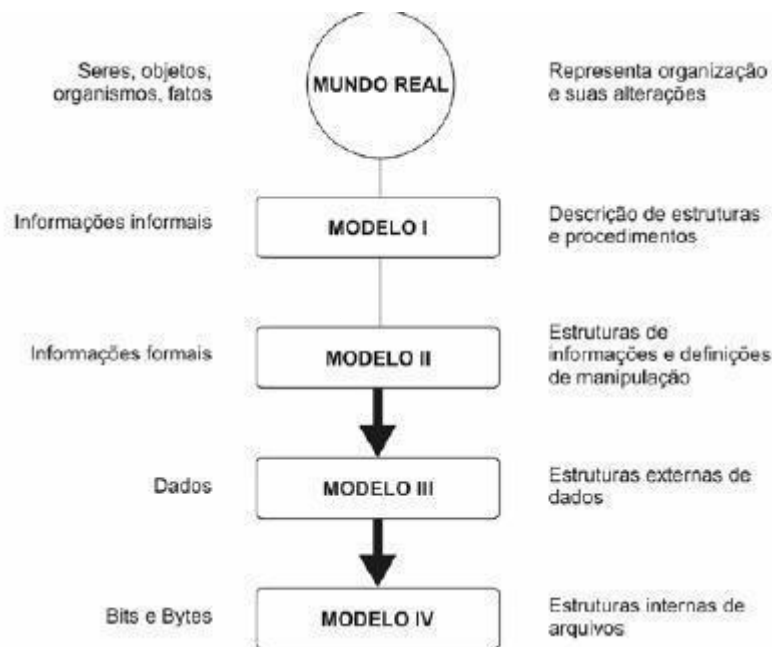 Seres, objetos,
organismos, fatos
MUNDO REAL
Representa organização
e suas alterações
Informações informais
MODELO I
Descrição de estruturas
e procedimentos
Informações formais
MODELO II
Estruturas de
informações e definições
de manipulação
Dados
MODELO III
Estruturas externas de
dados
Bits e Bytes
MODELO IV
Estruturas internas de
arquivos